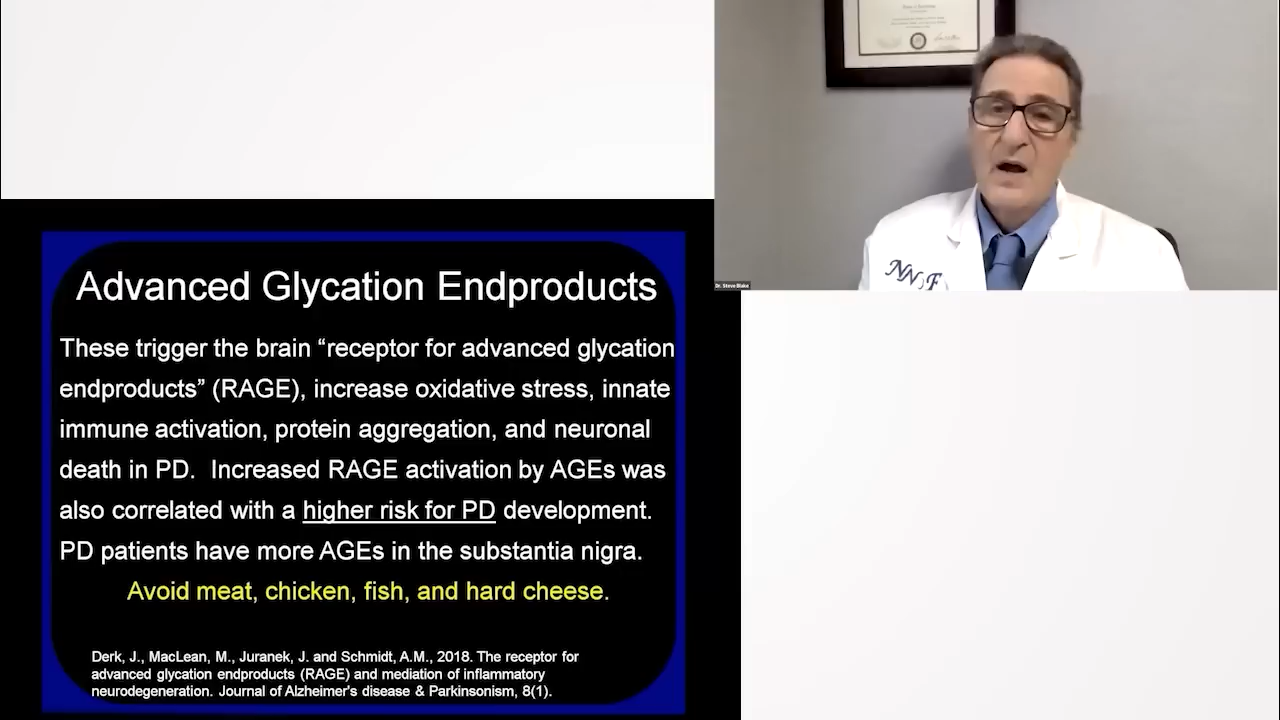 Advanced Glycation Endproducts
These trigger the brain “receptor for advanced glycation
endproducts” (RAGE), increase oxidative stress, innate
immune activation, protein aggregation, and neuronal
death in PD.  Increased RAGE activation by AGEs was
also correlated with a higher risk for PD development.
PD patients have more AGEs in the substantia nigra.
Avoid meat, chicken, fish, and hard cheese.
Derk, J., MacLean, M., Juranek, J. and Schmidt, A.M., 2018. The receptor for
advanced glycation endproducts (RAGE) and mediation of inflammatory
neurodegeneration. Journal of Alzheimer's disease & Parkinsonism, 8(1).
Dr. Steve Blake
NNRF